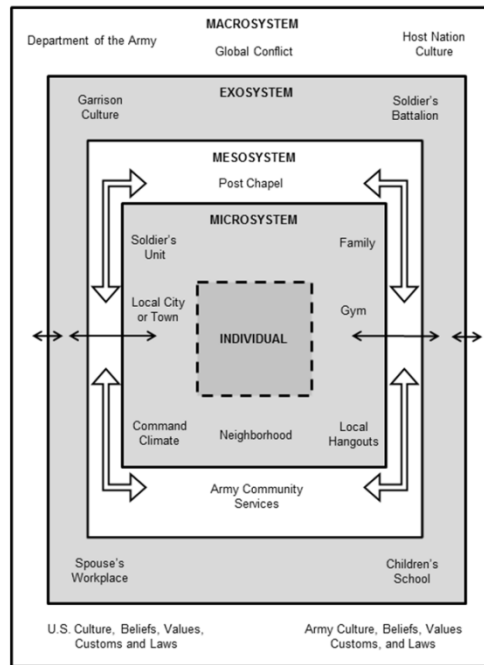 MACROSYSTEM
Department of the Army
Global Conflict
Host Nation
Culture
EXOSYSTEM
Garrison
Culture
Soldier's
Battalion
MESOSYSTEM
Post Chapel
MICROSYSTEM
Soldier's
Unit
Family
Local City
or Town
Gym
INDIVIDUAL
Command
Climate
Neighborhood
Local
Hangouts
Army Community
Services
Spouse's
Workplace
Children's
School
U.S. Culture, Beliefs, Values,
Customs and Laws
Army Culture, Beliefs, Values
Customs, and Laws